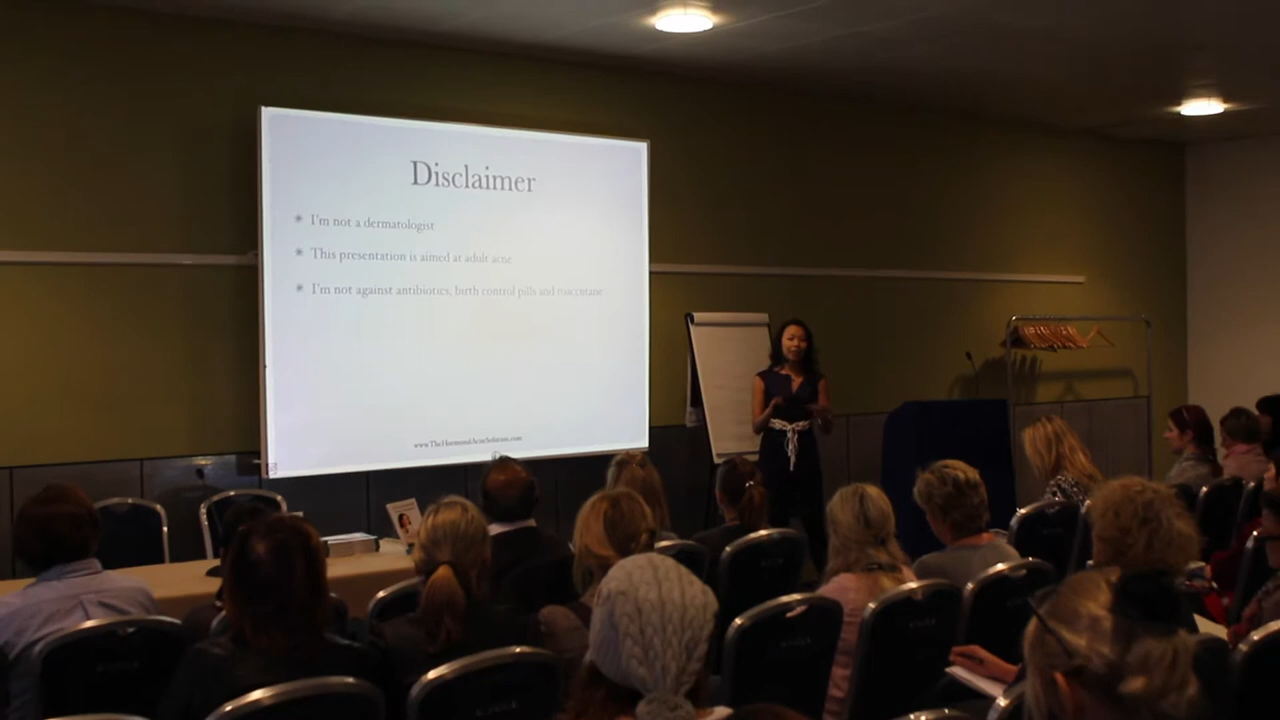 Disclaimer
I'm not a dermatologist
This presentation is aimed at adult acne
I'm not against antibiotics, birth control pills and roaccutane
www.TheHormonalAcneSolution.com